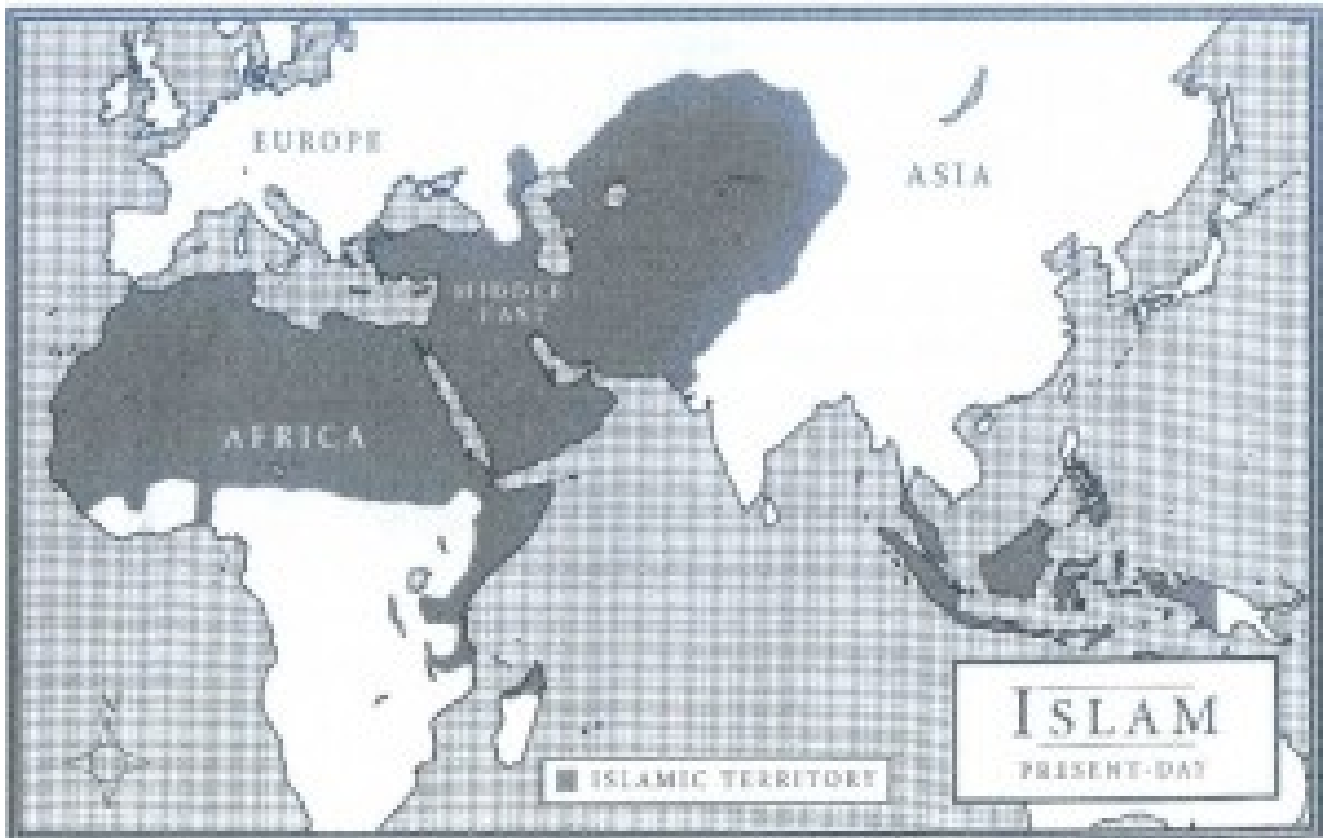 EUROPE
ASIA
MIDDLE
EAST
AFRICA
N
ISLAM
PRESENT-DAY
ISLAMIC TERRITORY